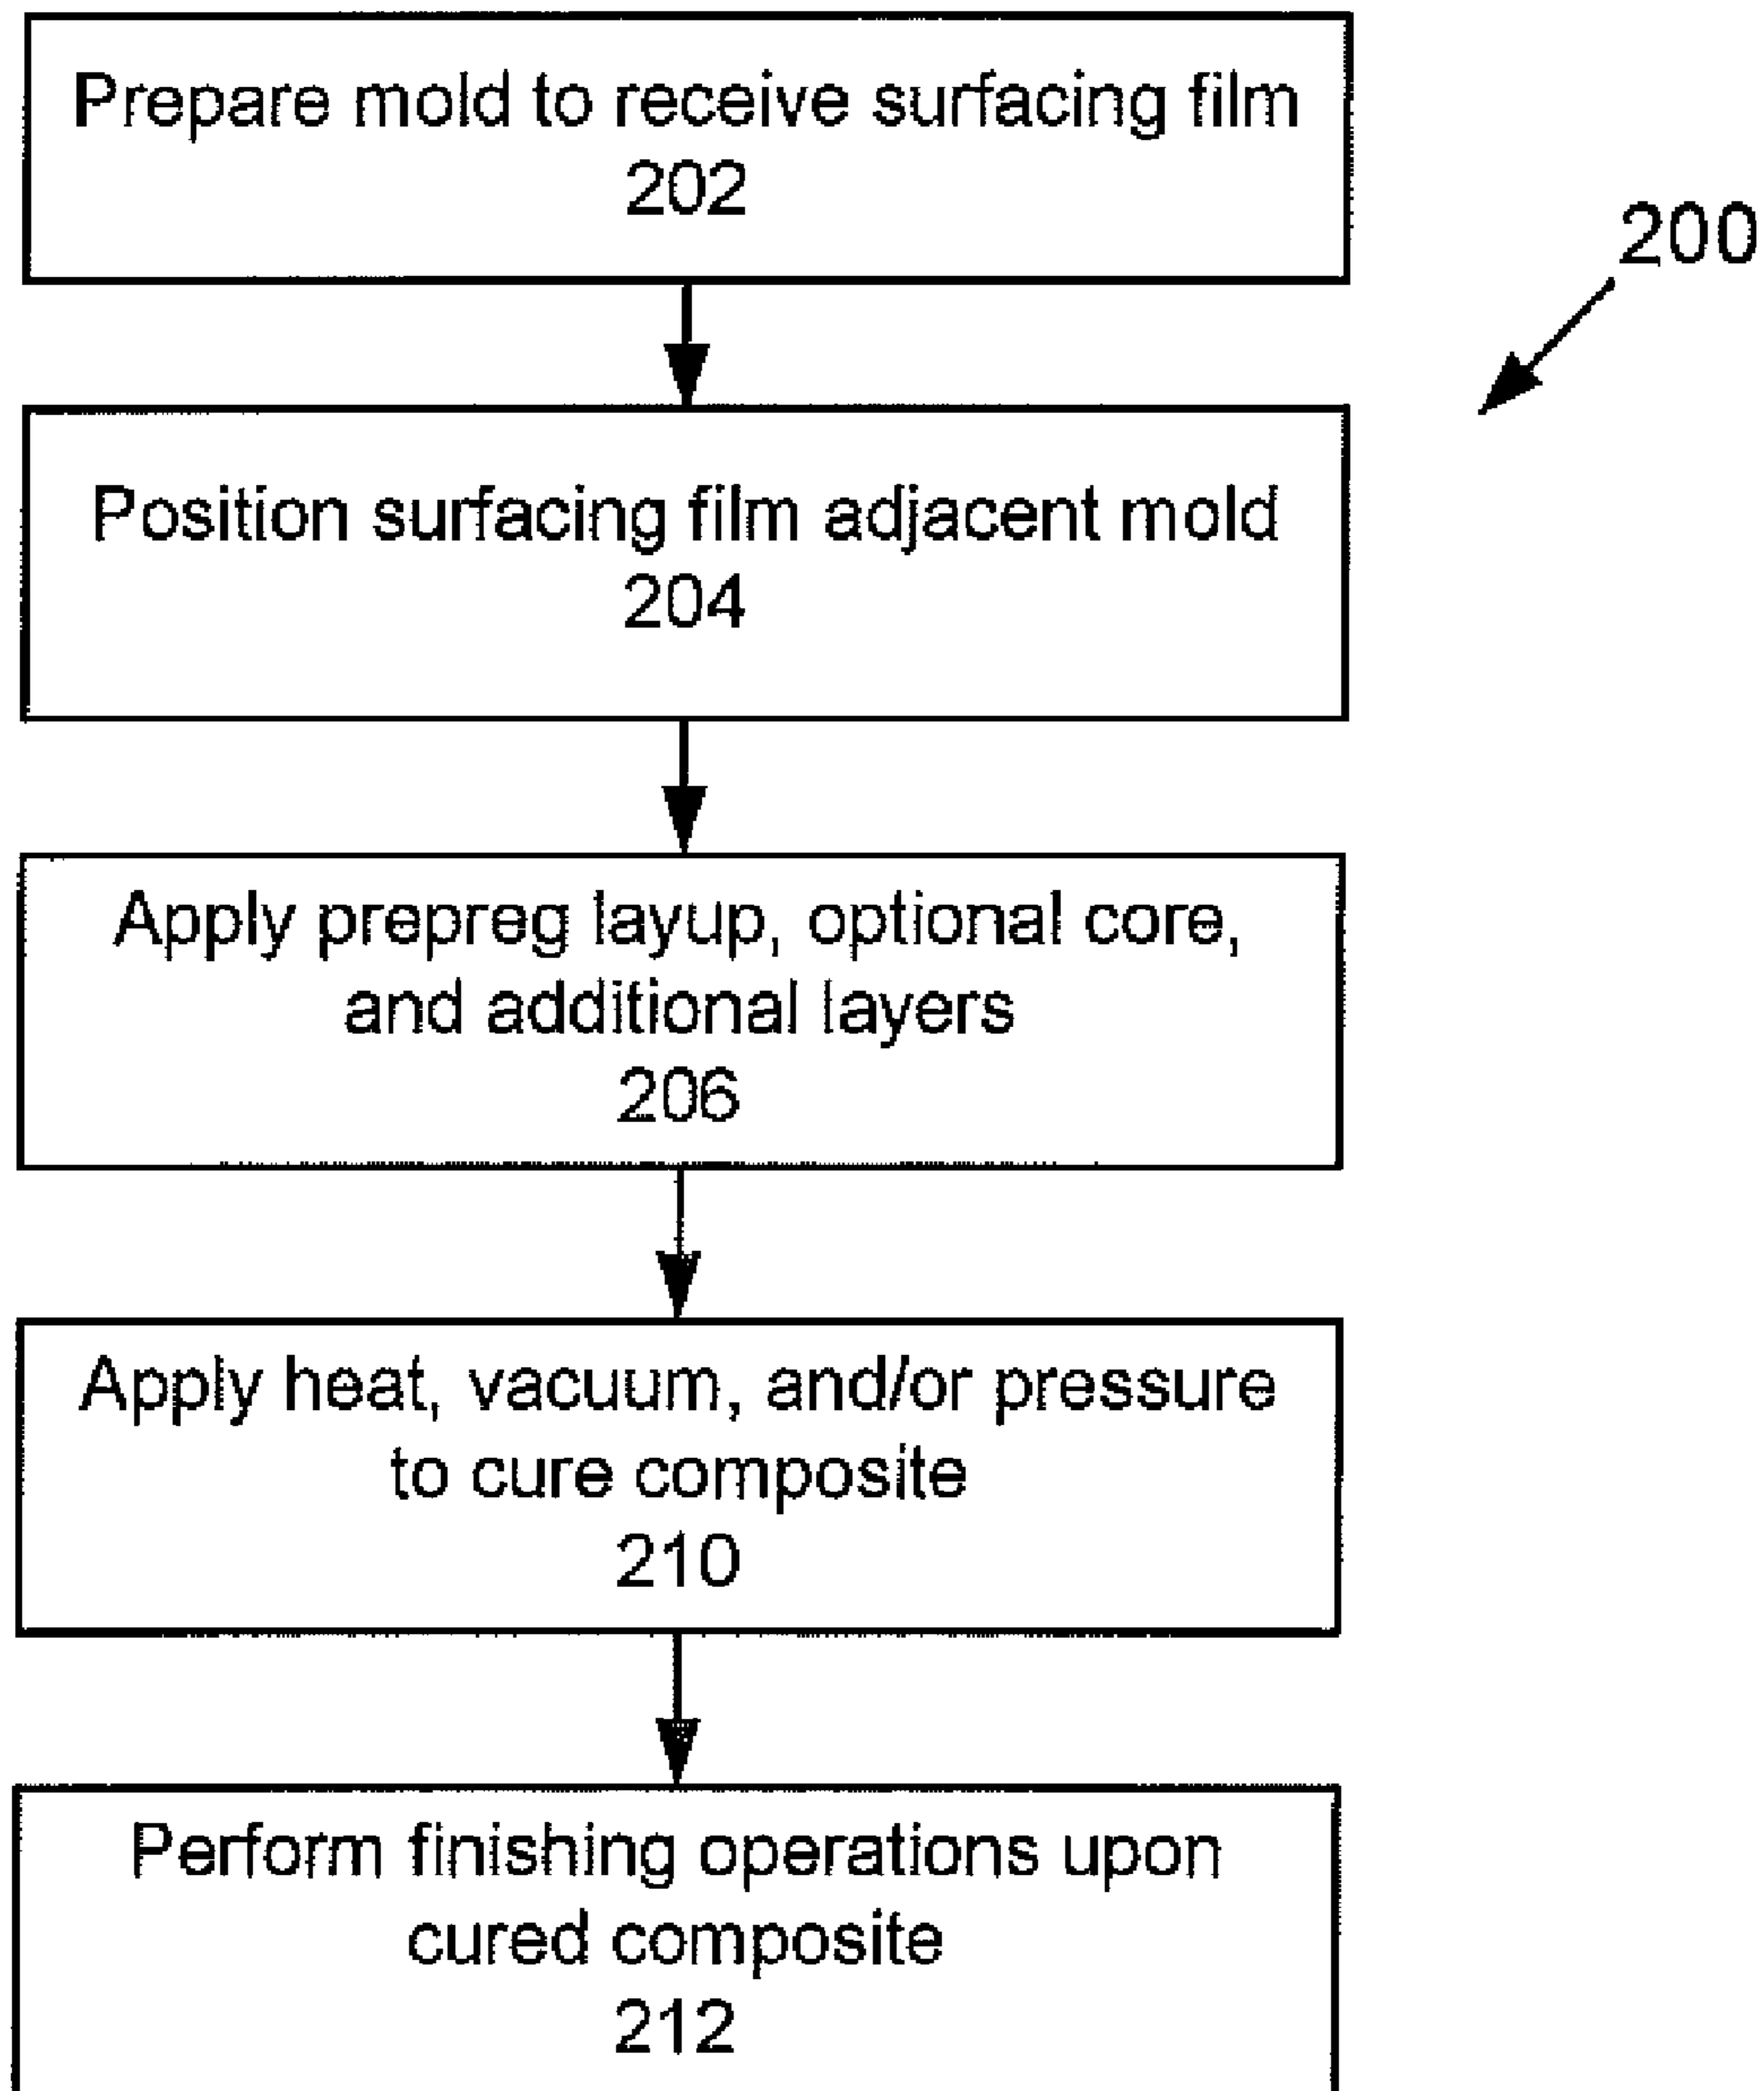 Prepare mold to receive surfacing film
202
200
Position surfacing film adjacent mold
204
Apply prepreg layup, optional core,
and additional layers
206
Apply heat, vacuum, and/or pressure
to cure composite
210
Perform finishing operations upon
cured composite
212